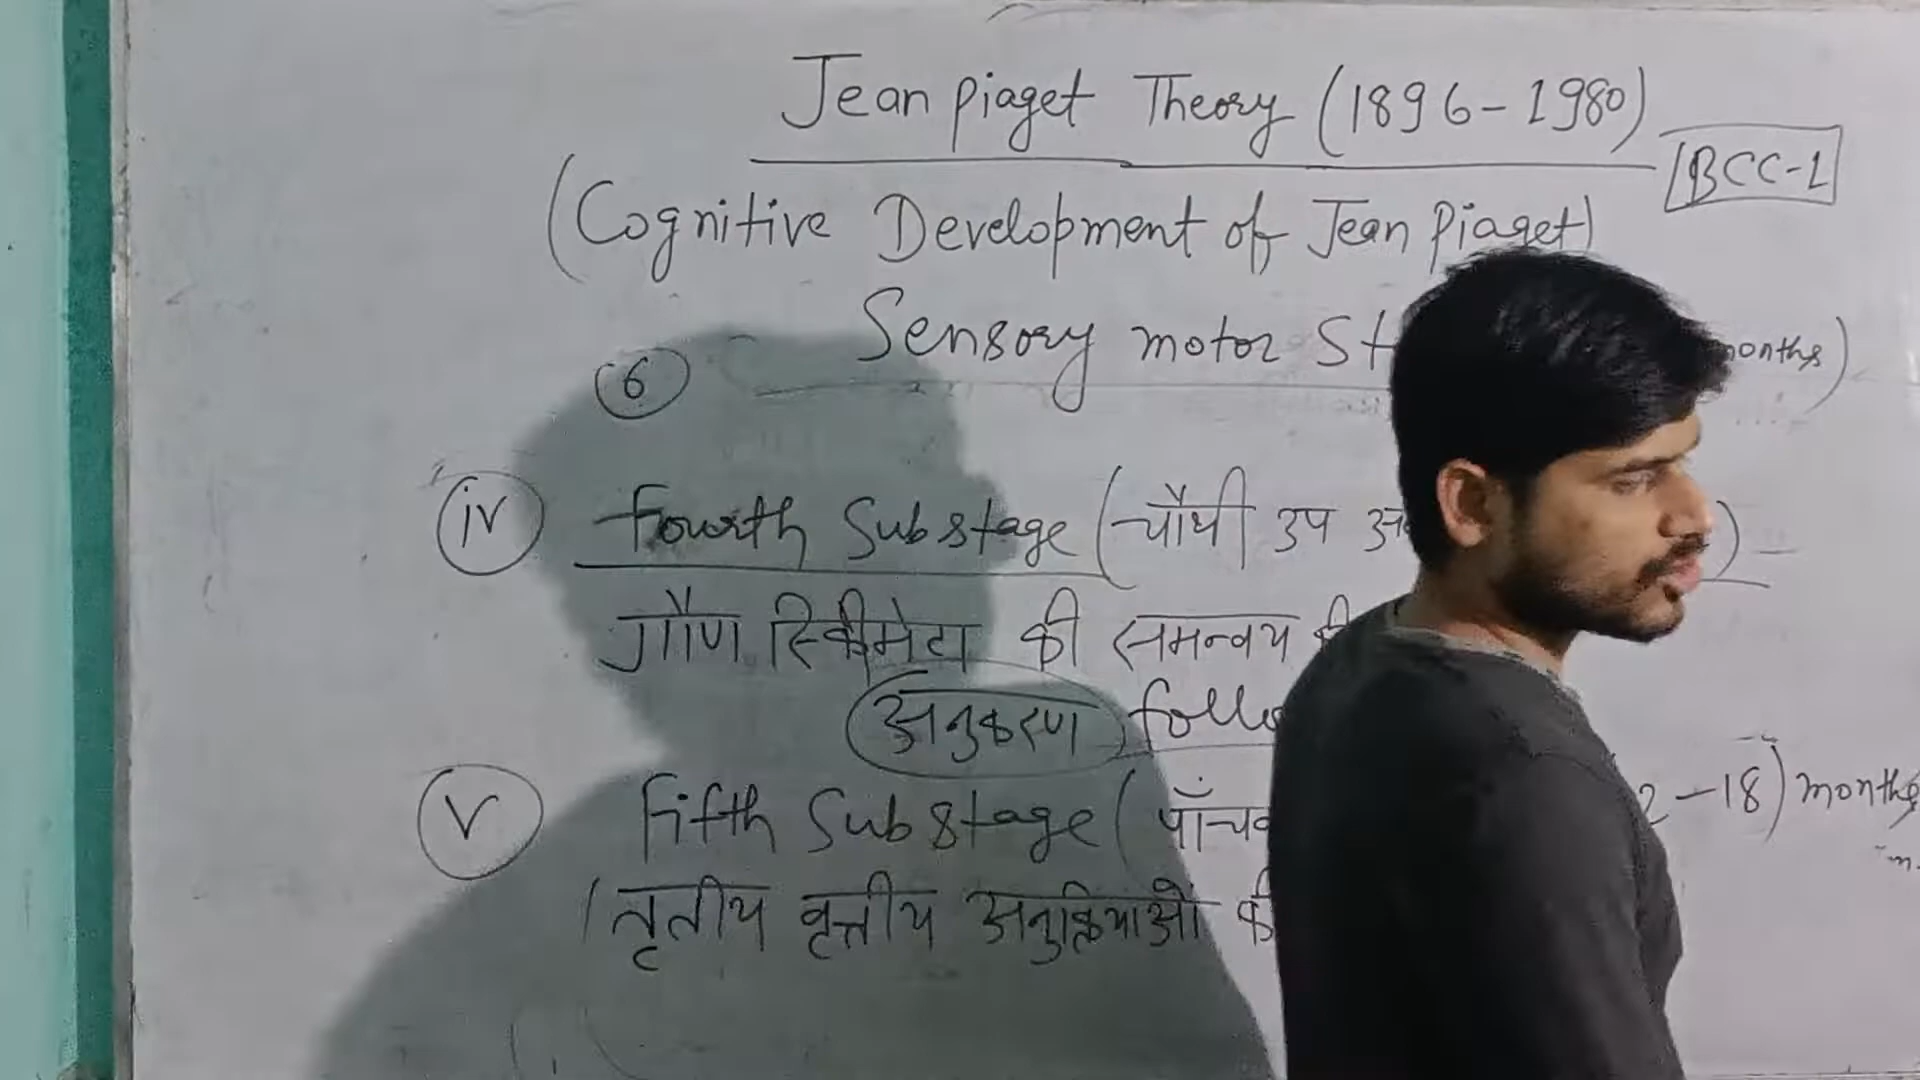 Jean Piaget Theory (1896-1980)
BCC-1
(Cognitive Development of Jean Piaget)
Sensory motor St
months)
6
iv Fourth Substage (चौथी उप अ
गौण स्किीमेटा की समन्वय की
अनुकरण follo
v Fifth Substage (पाँचव 2-18) months
तृतीय वृत्तीय अनुक्रियाओं की